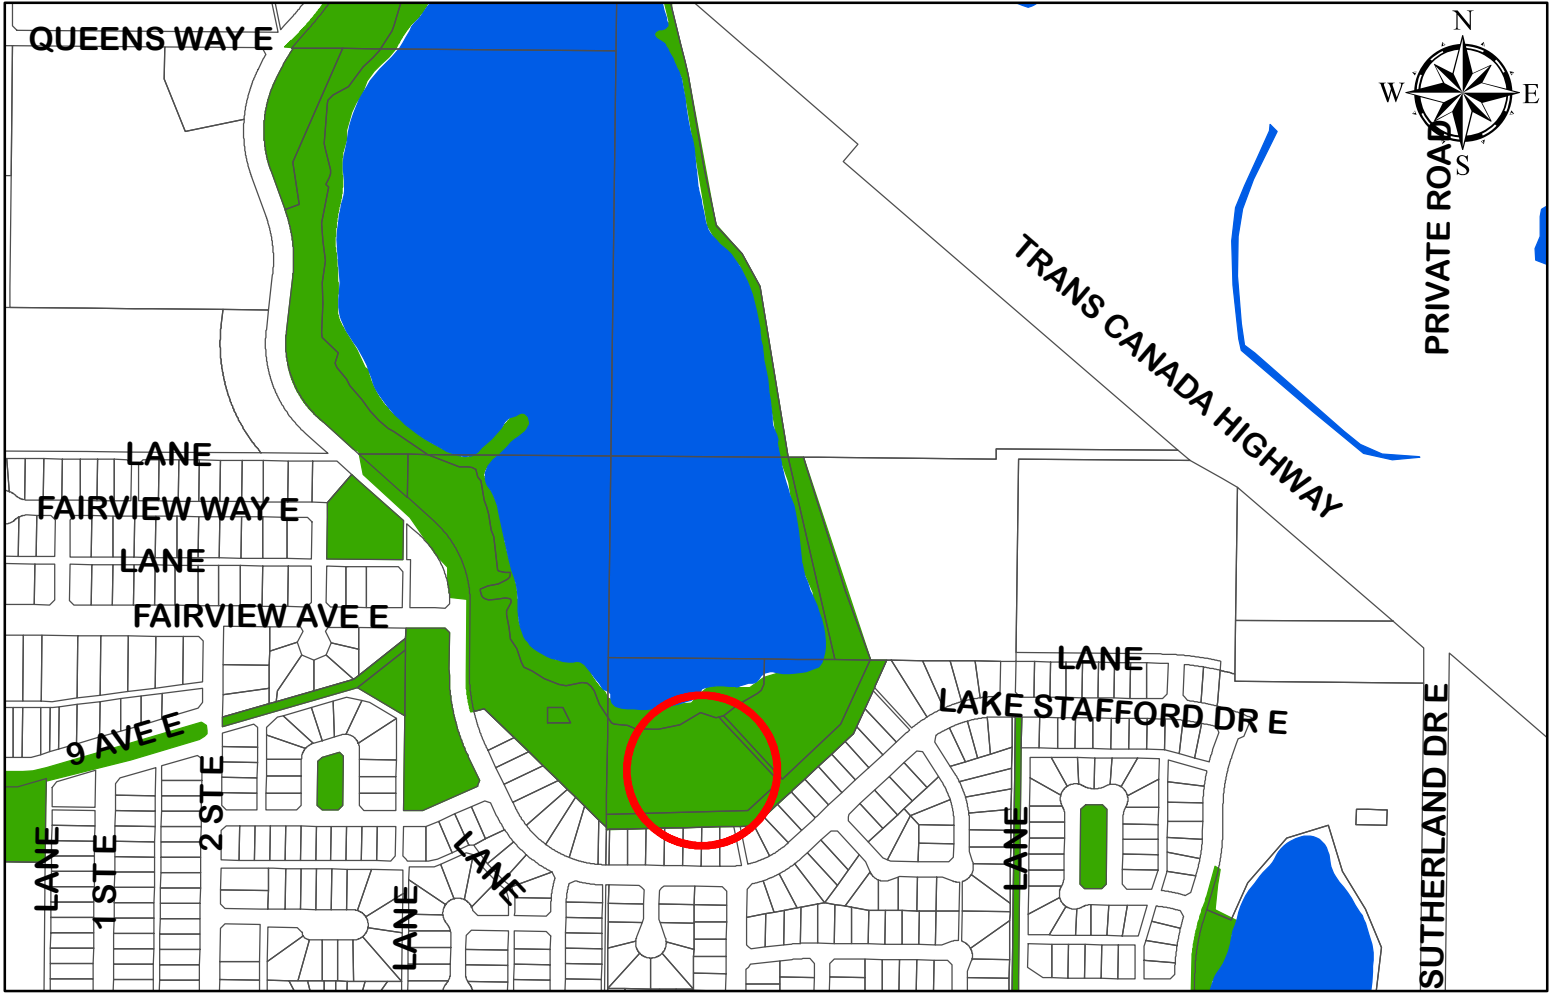 N
QUEENS WAY E
W
E
S
PRIVATE ROAD
TRANS CANADA HIGHWAY
LANE
FAIRVIEW WAY E
LANE
FAIRVIEW AVE E
LANE
LAKE STAFFORD DR E
9 AVE E
2 ST E
SUTHERLAND DR E
LANE
1 ST E
LANE
LANE
LANE